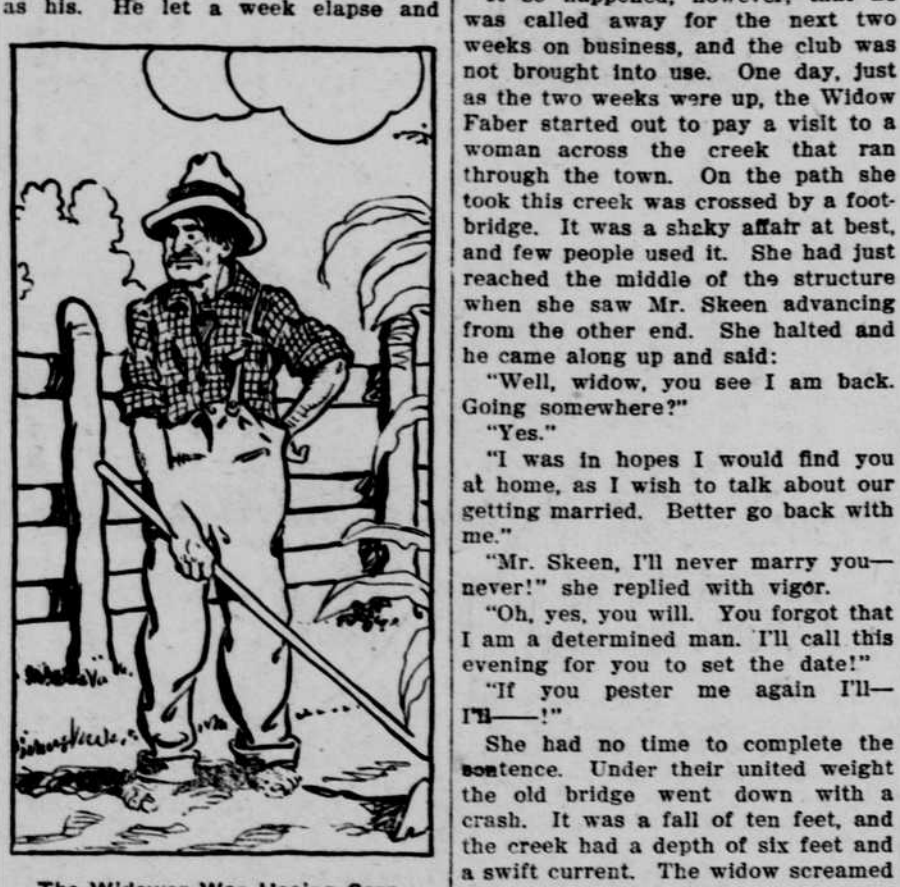 as his. He let a week elapse and
The Widower Was Hoeing Corn
was called away for the next two
weeks on business, and the club was
not brought into use. One day, just
as the two weeks were up, the Widow
Faber started out to pay a visit to a
woman across the creek that ran
through the town. On the path she
took this creek was crossed by a foot-
bridge. It was a shaky affair at best,
and few people used it. She had just
reached the middle of the structure
when she saw Mr. Skeen advancing
from the other end. She halted and
he came along up and said:
"Well, widow, you see I am back.
Going somewhere?"
"Yes."
"I was in hopes I would find you
at home, as I wish to talk about our
getting married. Better go back with
me."
"Mr. Skeen, I'll never marry you—
never!" she replied with vigor.
"Oh, yes, you will. You forgot that
I am a determined man. I'll call this
evening for you to set the date!"
"If you pester me again I'll—
I'll——!"
She had no time to complete the
sentence. Under their united weight
the old bridge went down with a
crash. It was a fall of ten feet, and
the creek had a depth of six feet and
a swift current. The widow screamed